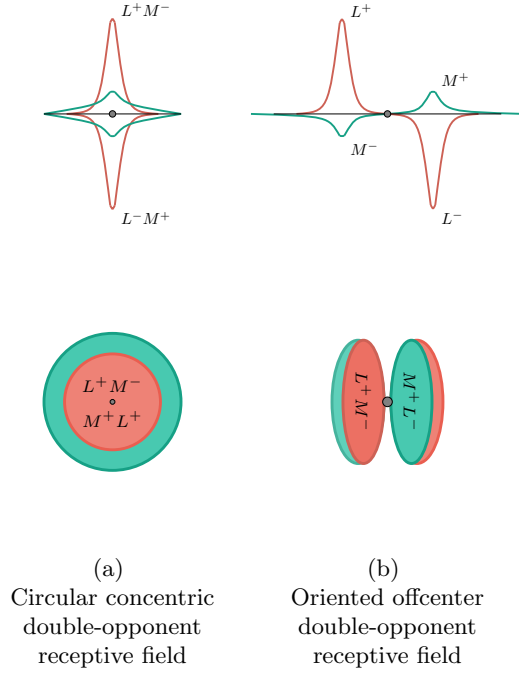 L⁺M⁻
L⁻M⁺
L⁺
M⁺
M⁻
L⁻
L⁺M⁻
M⁺L⁺
L⁺M⁻
M⁺L⁻
(a)
Circular concentric
double-opponent
receptive field
(b)
Oriented offcenter
double-opponent
receptive field